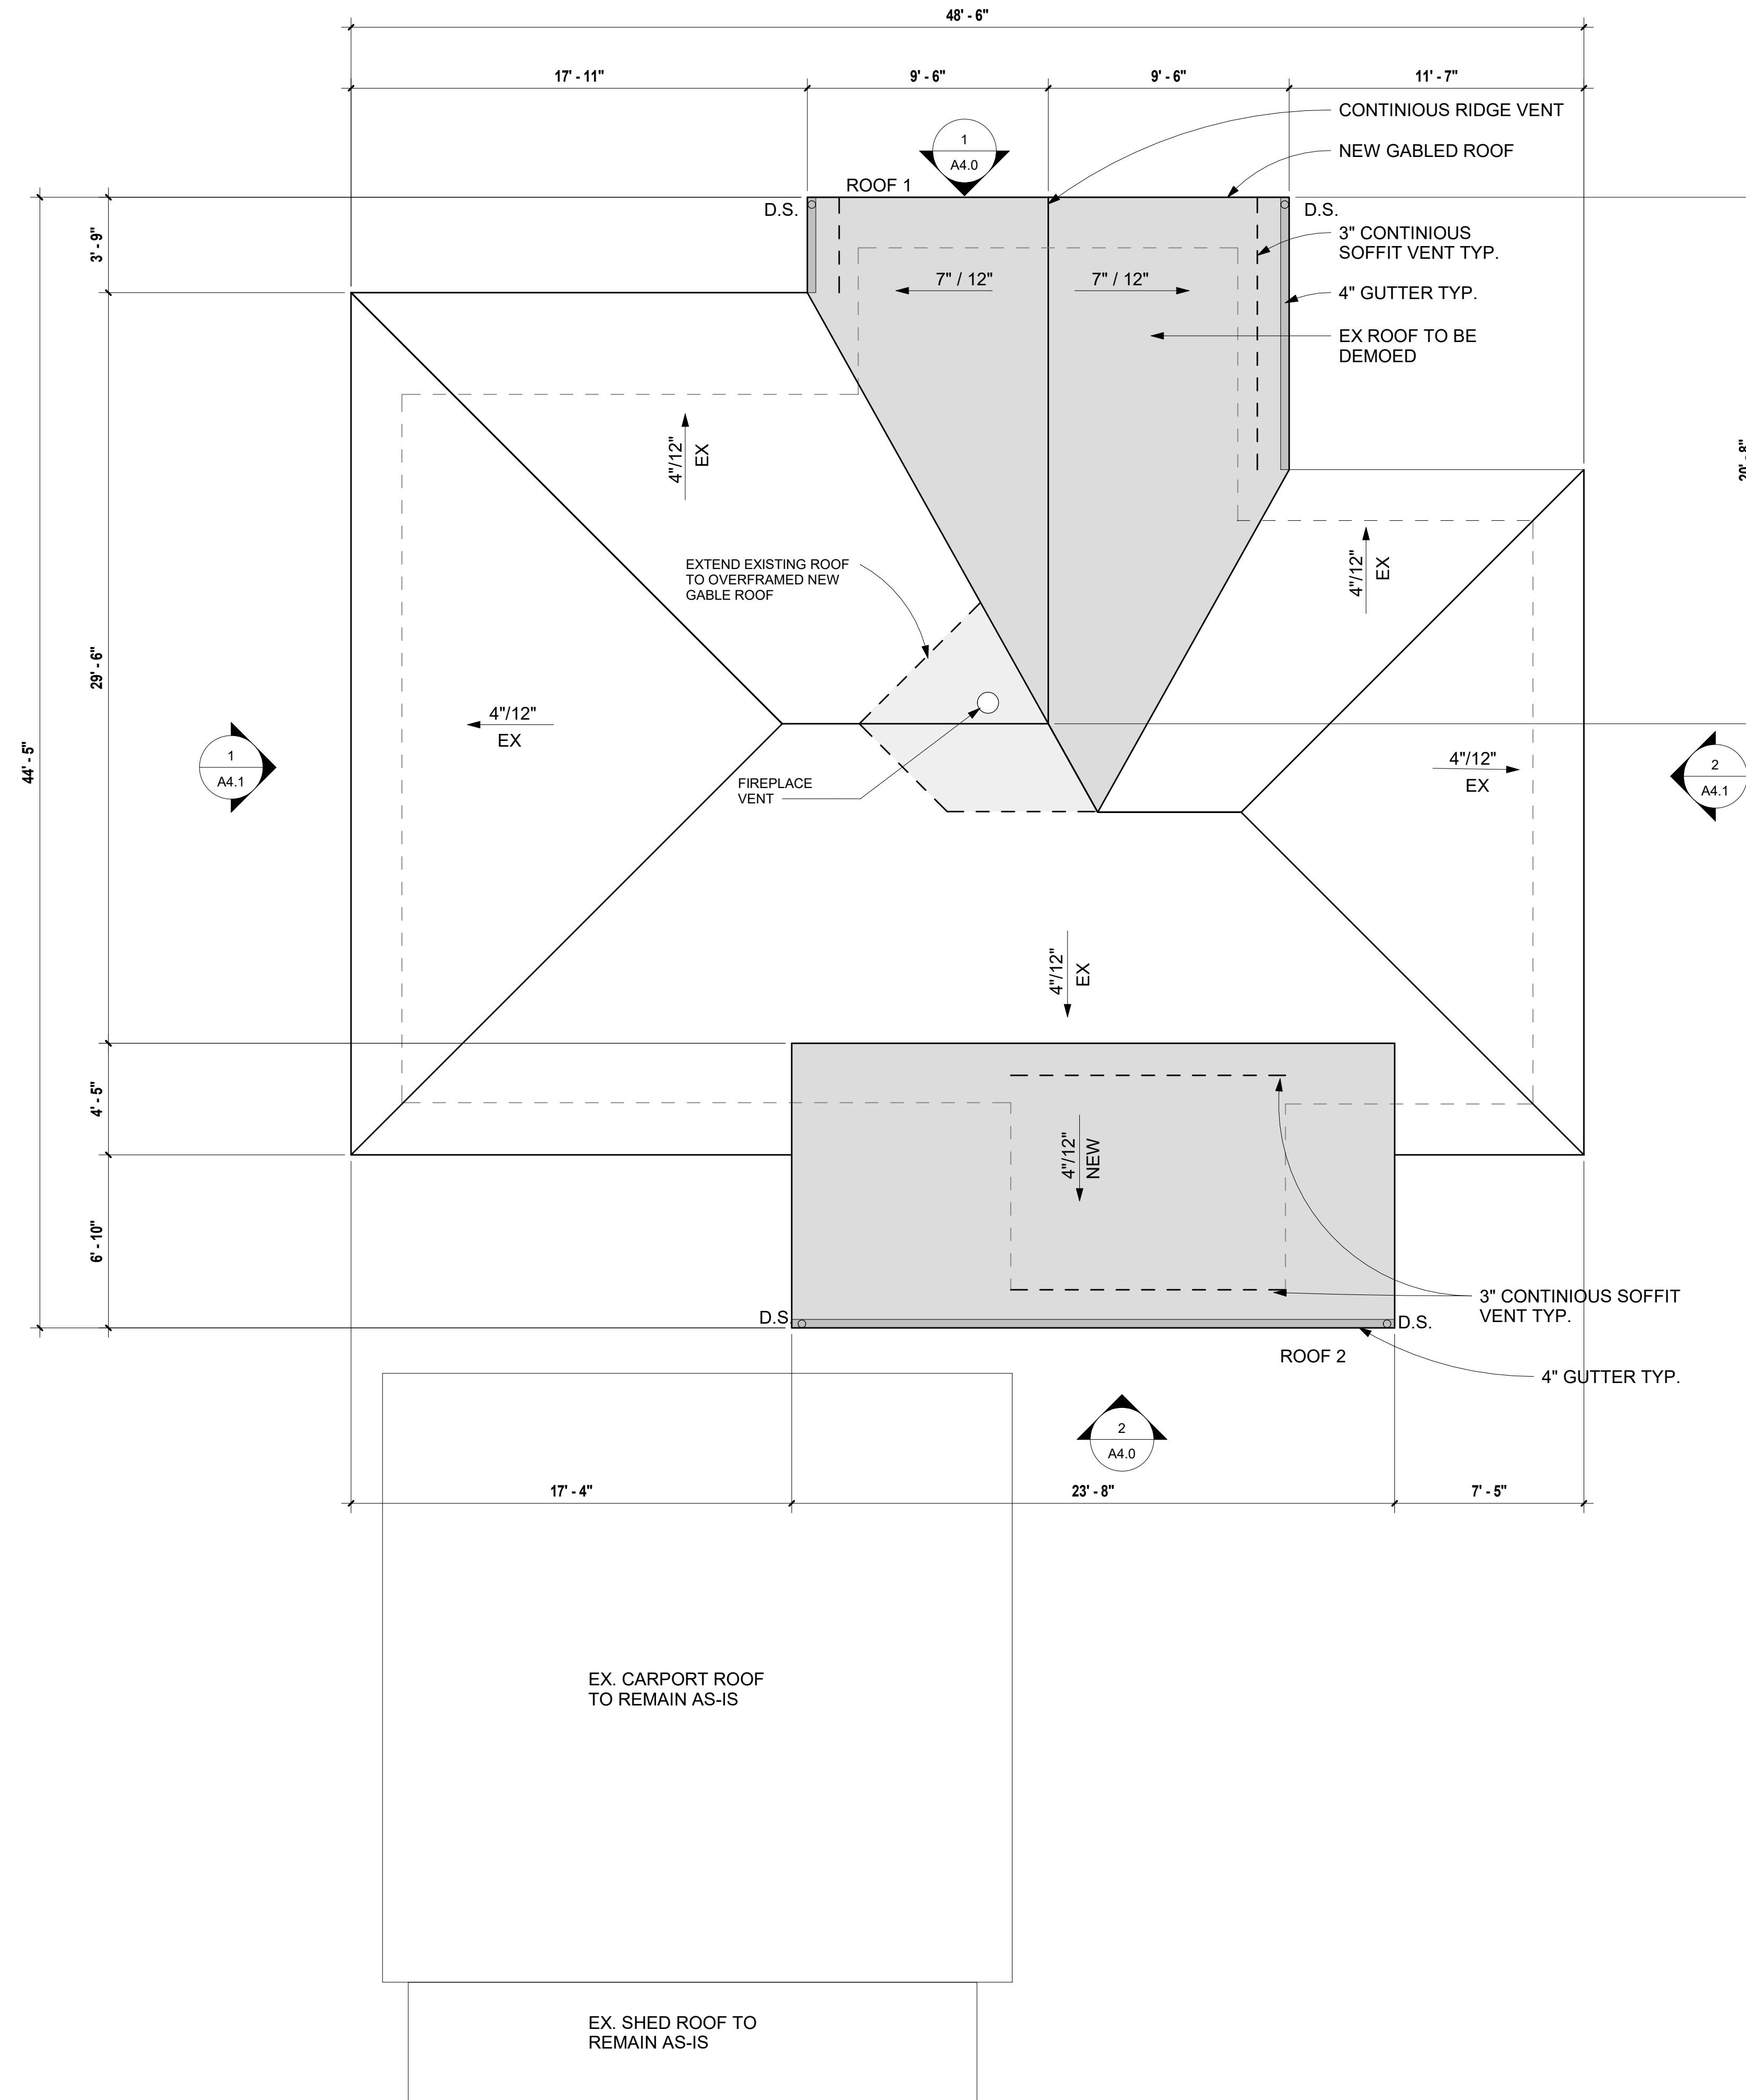 48' - 6"
17' - 11"
9' - 6"
9' - 6"
11' - 7"
CONTINIOUS RIDGE VENT
1
A4.0
NEW GABLED ROOF
ROOF 1
D.S.
D.S.
3" CONTINIOUS
SOFFIT VENT TYP.
3' - 9"
7" / 12"
7" / 12"
4" GUTTER TYP.
EX ROOF TO BE
DEMOED
4"/12"
EX
20' - 8"
EXTEND EXISTING ROOF
TO OVERFRAMED NEW
GABLE ROOF
4"/12"
EX
29' - 6"
44' - 5"
4"/12"
EX
1
A4.1
FIREPLACE
VENT
4"/12"
EX
2
A4.1
4"/12"
EX
4' - 5"
4"/12"
NEW
6' - 10"
3" CONTINIOUS SOFFIT
VENT TYP.
D.S.
D.S.
ROOF 2
4" GUTTER TYP.
2
A4.0
17' - 4"
23' - 8"
7' - 5"
EX. CARPORT ROOF
TO REMAIN AS-IS
EX. SHED ROOF TO
REMAIN AS-IS